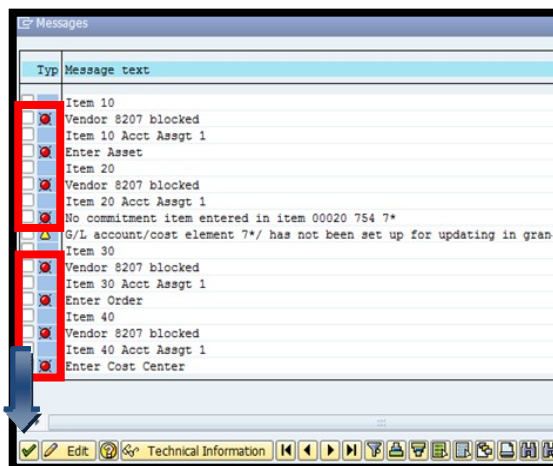 Messages
Typ Message text
Item 10
Vendor 8207 blocked
Item 10 Acct Assgt 1
Enter Asset
Item 20
Vendor 8207 blocked
Item 20 Acct Assgt 1
No commitment item entered in item 00020 754 7*
G/L account/cost element 7*/ has not been set up for updating in gran
Item 30
Vendor 8207 blocked
Item 30 Acct Assgt 1
Enter Order
Item 40
Vendor 8207 blocked
Item 40 Acct Assgt 1
Enter Cost Center
Edit Technical Information